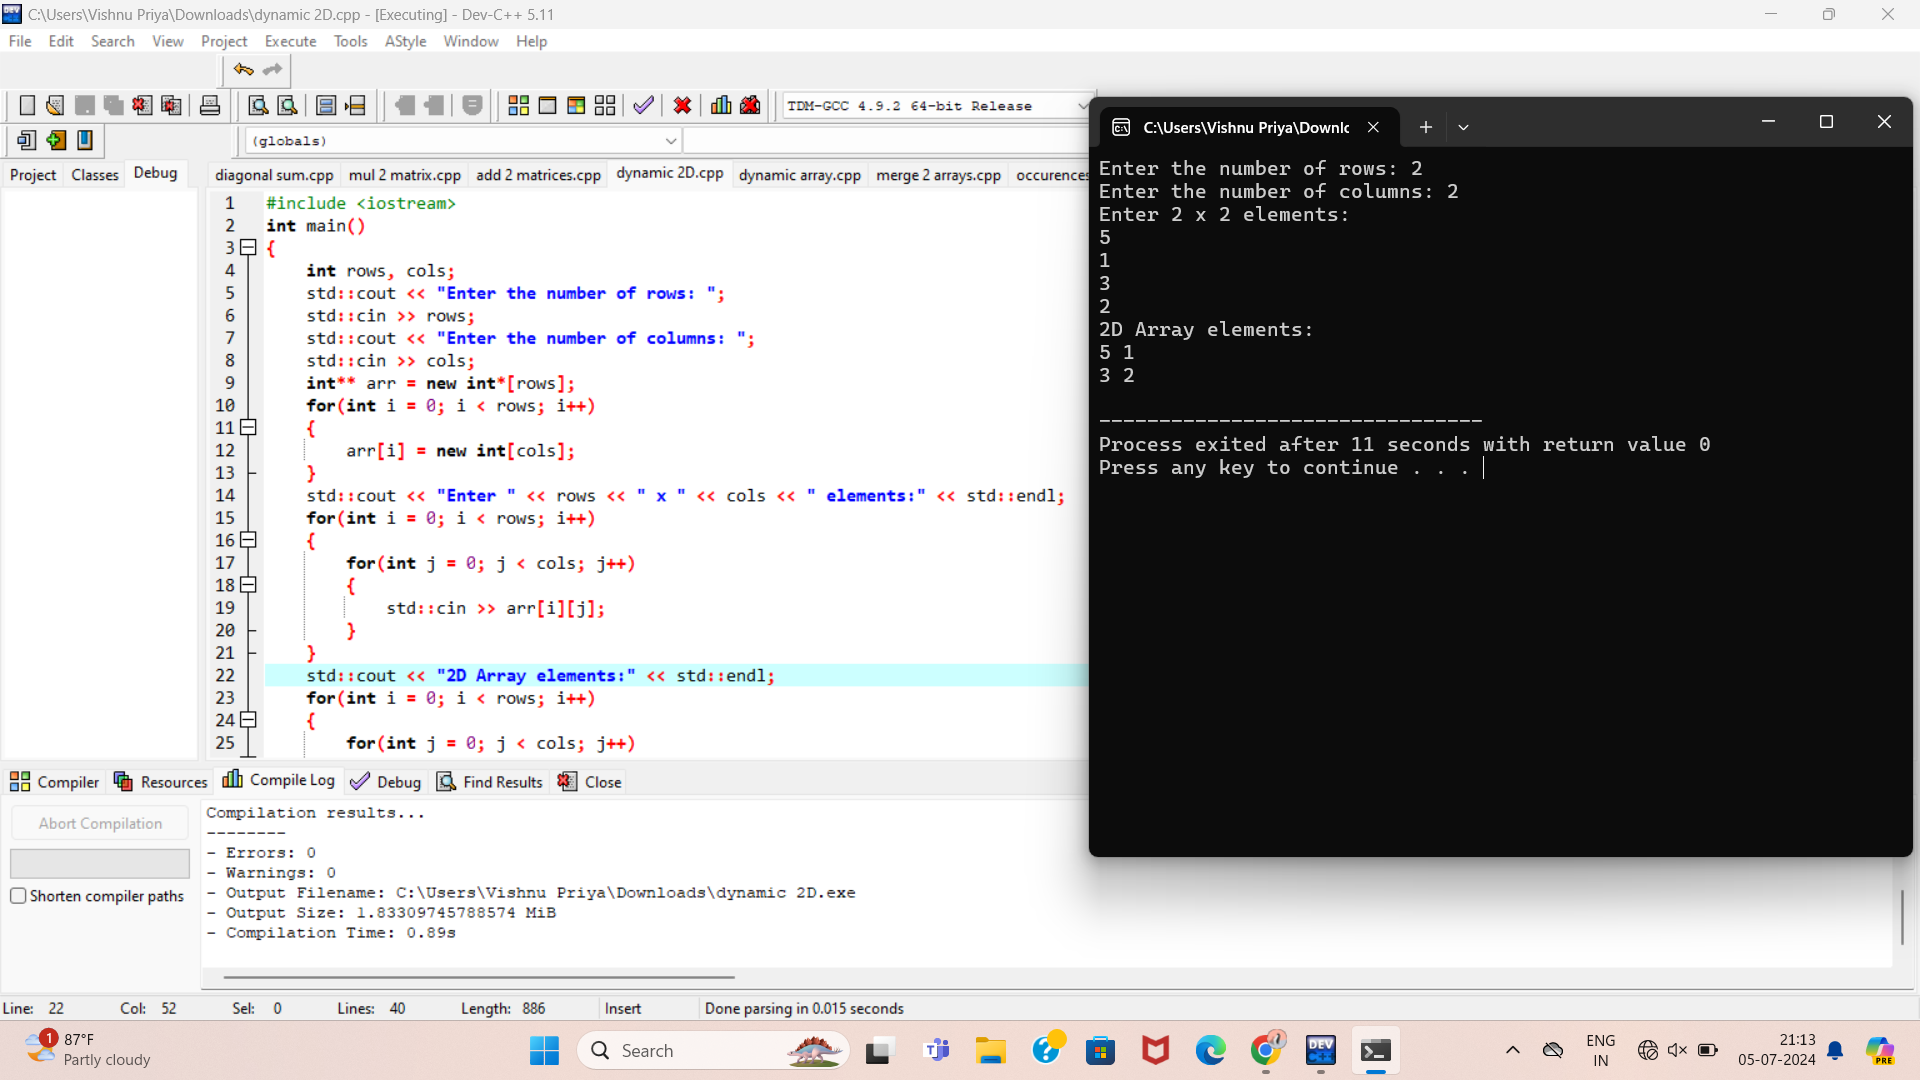 C:\Users\Vishnu Priya\Downloads\dynamic 2D.cpp - [Executing] - Dev-C++ 5.11
File Edit Search View Project Execute Tools AStyle Window Help
TDM-GCC 4.9.2 64-bit Release
(globals)
Project Classes Debug
diagonal sum.cpp mul 2 matrix.cpp add 2 matrices.cpp dynamic 2D.cpp dynamic array.cpp merge 2 arrays.cpp occurences
1 #include <iostream>
2 int main()
3 {
4 int rows, cols;
5 std::cout << "Enter the number of rows: ";
6 std::cin >> rows;
7 std::cout << "Enter the number of columns: ";
8 std::cin >> cols;
9 int** arr = new int*[rows];
10 for(int i = 0; i < rows; i++)
11 {
12 arr[i] = new int[cols];
13 }
14 std::cout << "Enter " << rows << " x " << cols << " elements:" << std::endl;
15 for(int i = 0; i < rows; i++)
16 {
17 for(int j = 0; j < cols; j++)
18 {
19 std::cin >> arr[i][j];
20 }
21 }
22 std::cout << "2D Array elements:" << std::endl;
23 for(int i = 0; i < rows; i++)
24 {
25 for(int j = 0; j < cols; j++)
C:\Users\Vishnu Priya\Downlc
Enter the number of rows: 2
Enter the number of columns: 2
Enter 2 x 2 elements:
5
1
3
2
2D Array elements:
5 1
3 2
--------------------------------
Process exited after 11 seconds with return value 0
Press any key to continue . . .
Compiler Resources Compile Log Debug Find Results Close
Abort Compilation
Shorten compiler paths
Compilation results...
--------
- Errors: 0
- Warnings: 0
- Output Filename: C:\Users\Vishnu Priya\Downloads\dynamic 2D.exe
- Output Size: 1.83309745788574 MiB
- Compilation Time: 0.89s
Line: 22 Col: 52 Sel: 0 Lines: 40 Length: 886 Insert Done parsing in 0.015 seconds
1
87°F
Partly cloudy
Search
DEV
PRE
ENG
IN
21:13
05-07-2024